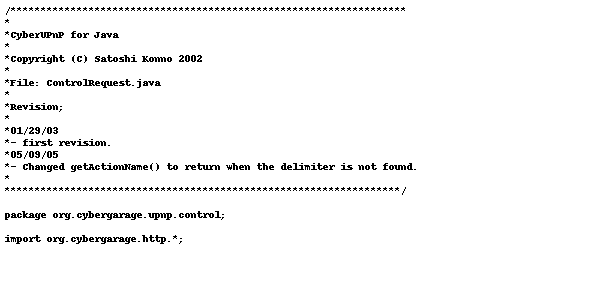 /******************************************************************
*
*CyberUPnP for Java
*
*Copyright (C) Satoshi Konno 2002
*
*File: ControlRequest.java
*
*Revision;
*
*01/29/03
*- first revision.
*05/09/05
*- Changed getActionName() to return when the delimiter is not found.
*
******************************************************************/
package org.cybergarage.upnp.control;
import org.cybergarage.http.*;